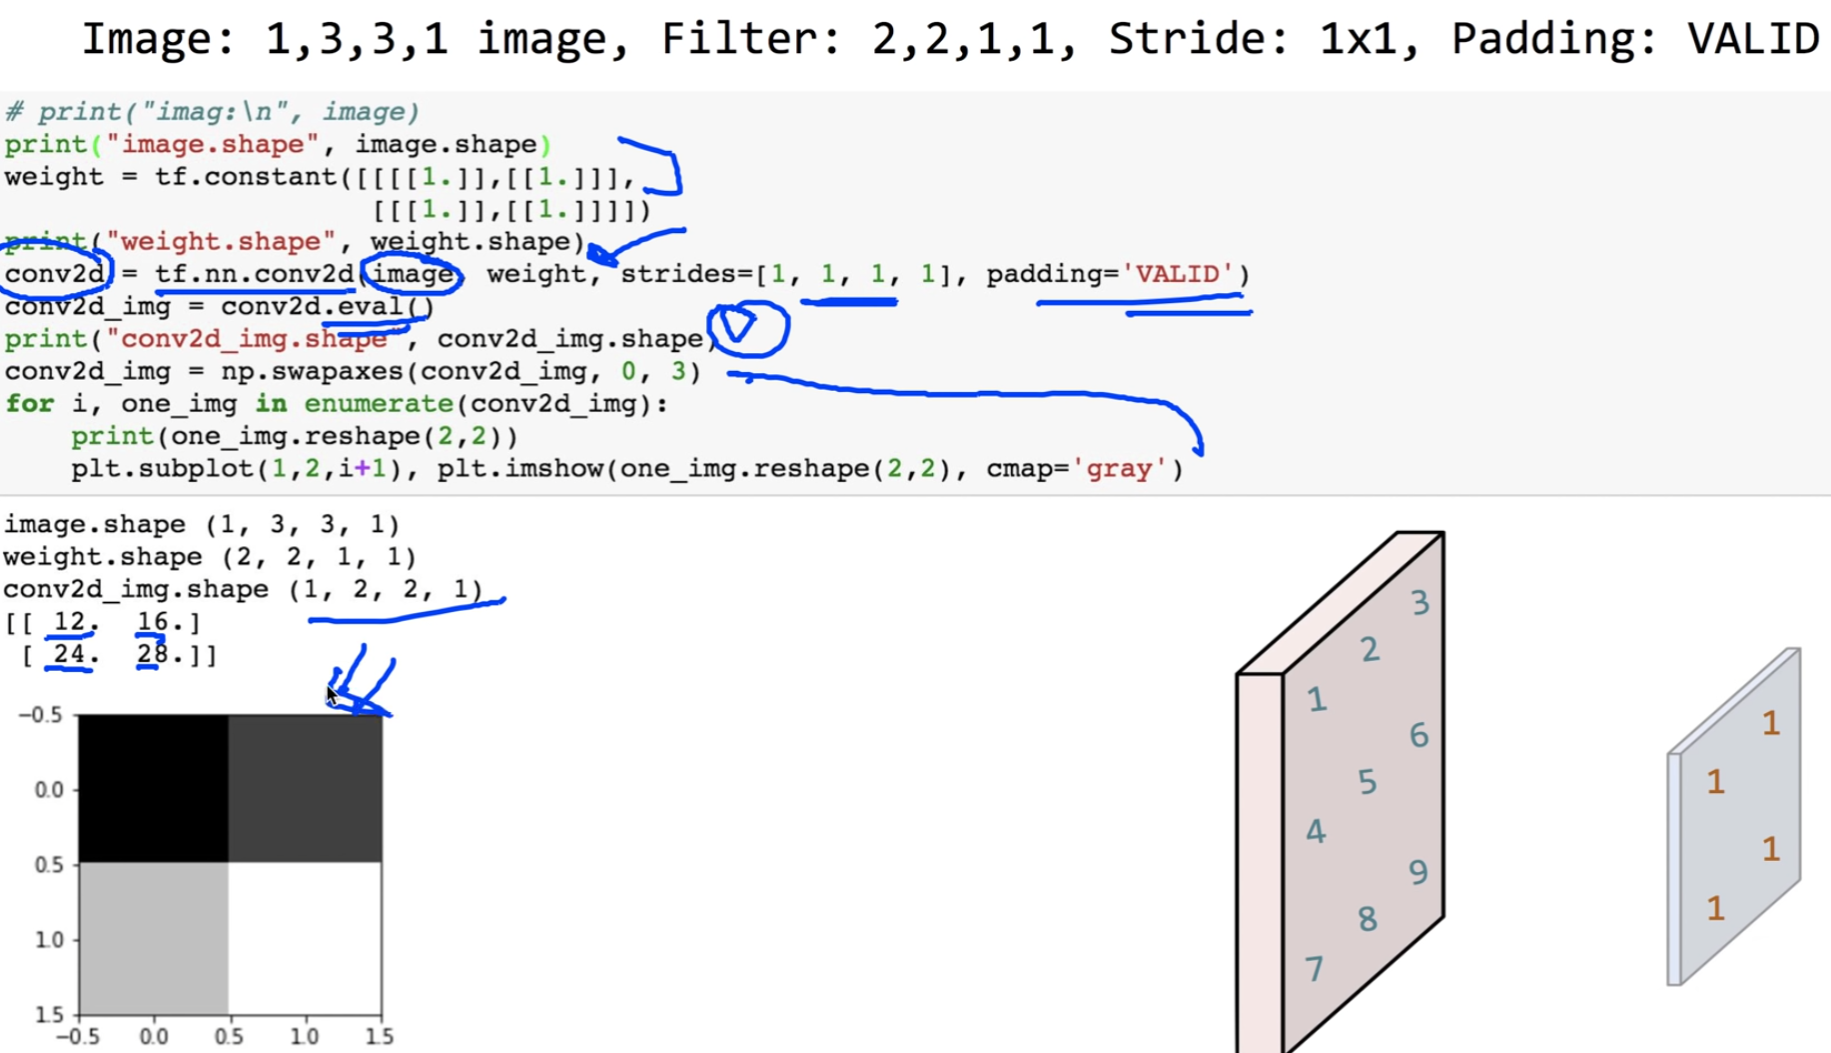 Image: 1,3,3,1 image, Filter: 2,2,1,1, Stride: 1x1, Padding: VALID
# print("imag:\n", image)
print("image.shape", image.shape)
weight = tf.constant([[[[1.]],[[1.]]],
[[[1.]],[[1.]]]])
print("weight.shape", weight.shape)
conv2d = tf.nn.conv2d(image, weight, strides=[1, 1, 1, 1], padding='VALID')
conv2d_img = conv2d.eval()
print("conv2d_img.shape", conv2d_img.shape)
conv2d_img = np.swapaxes(conv2d_img, 0, 3)
for i, one_img in enumerate(conv2d_img):
print(one_img.reshape(2,2))
plt.subplot(1,2,i+1), plt.imshow(one_img.reshape(2,2), cmap='gray')
image.shape (1, 3, 3, 1)
weight.shape (2, 2, 1, 1)
conv2d_img.shape (1, 2, 2, 1)
[[ 12. 16.]
[ 24. 28.]]
−0.5
0.0
0.5
1.0
1.5
−0.5 0.0 0.5 1.0 1.5
1 2 3
4 5 6
7 8 9
1 1
1 1